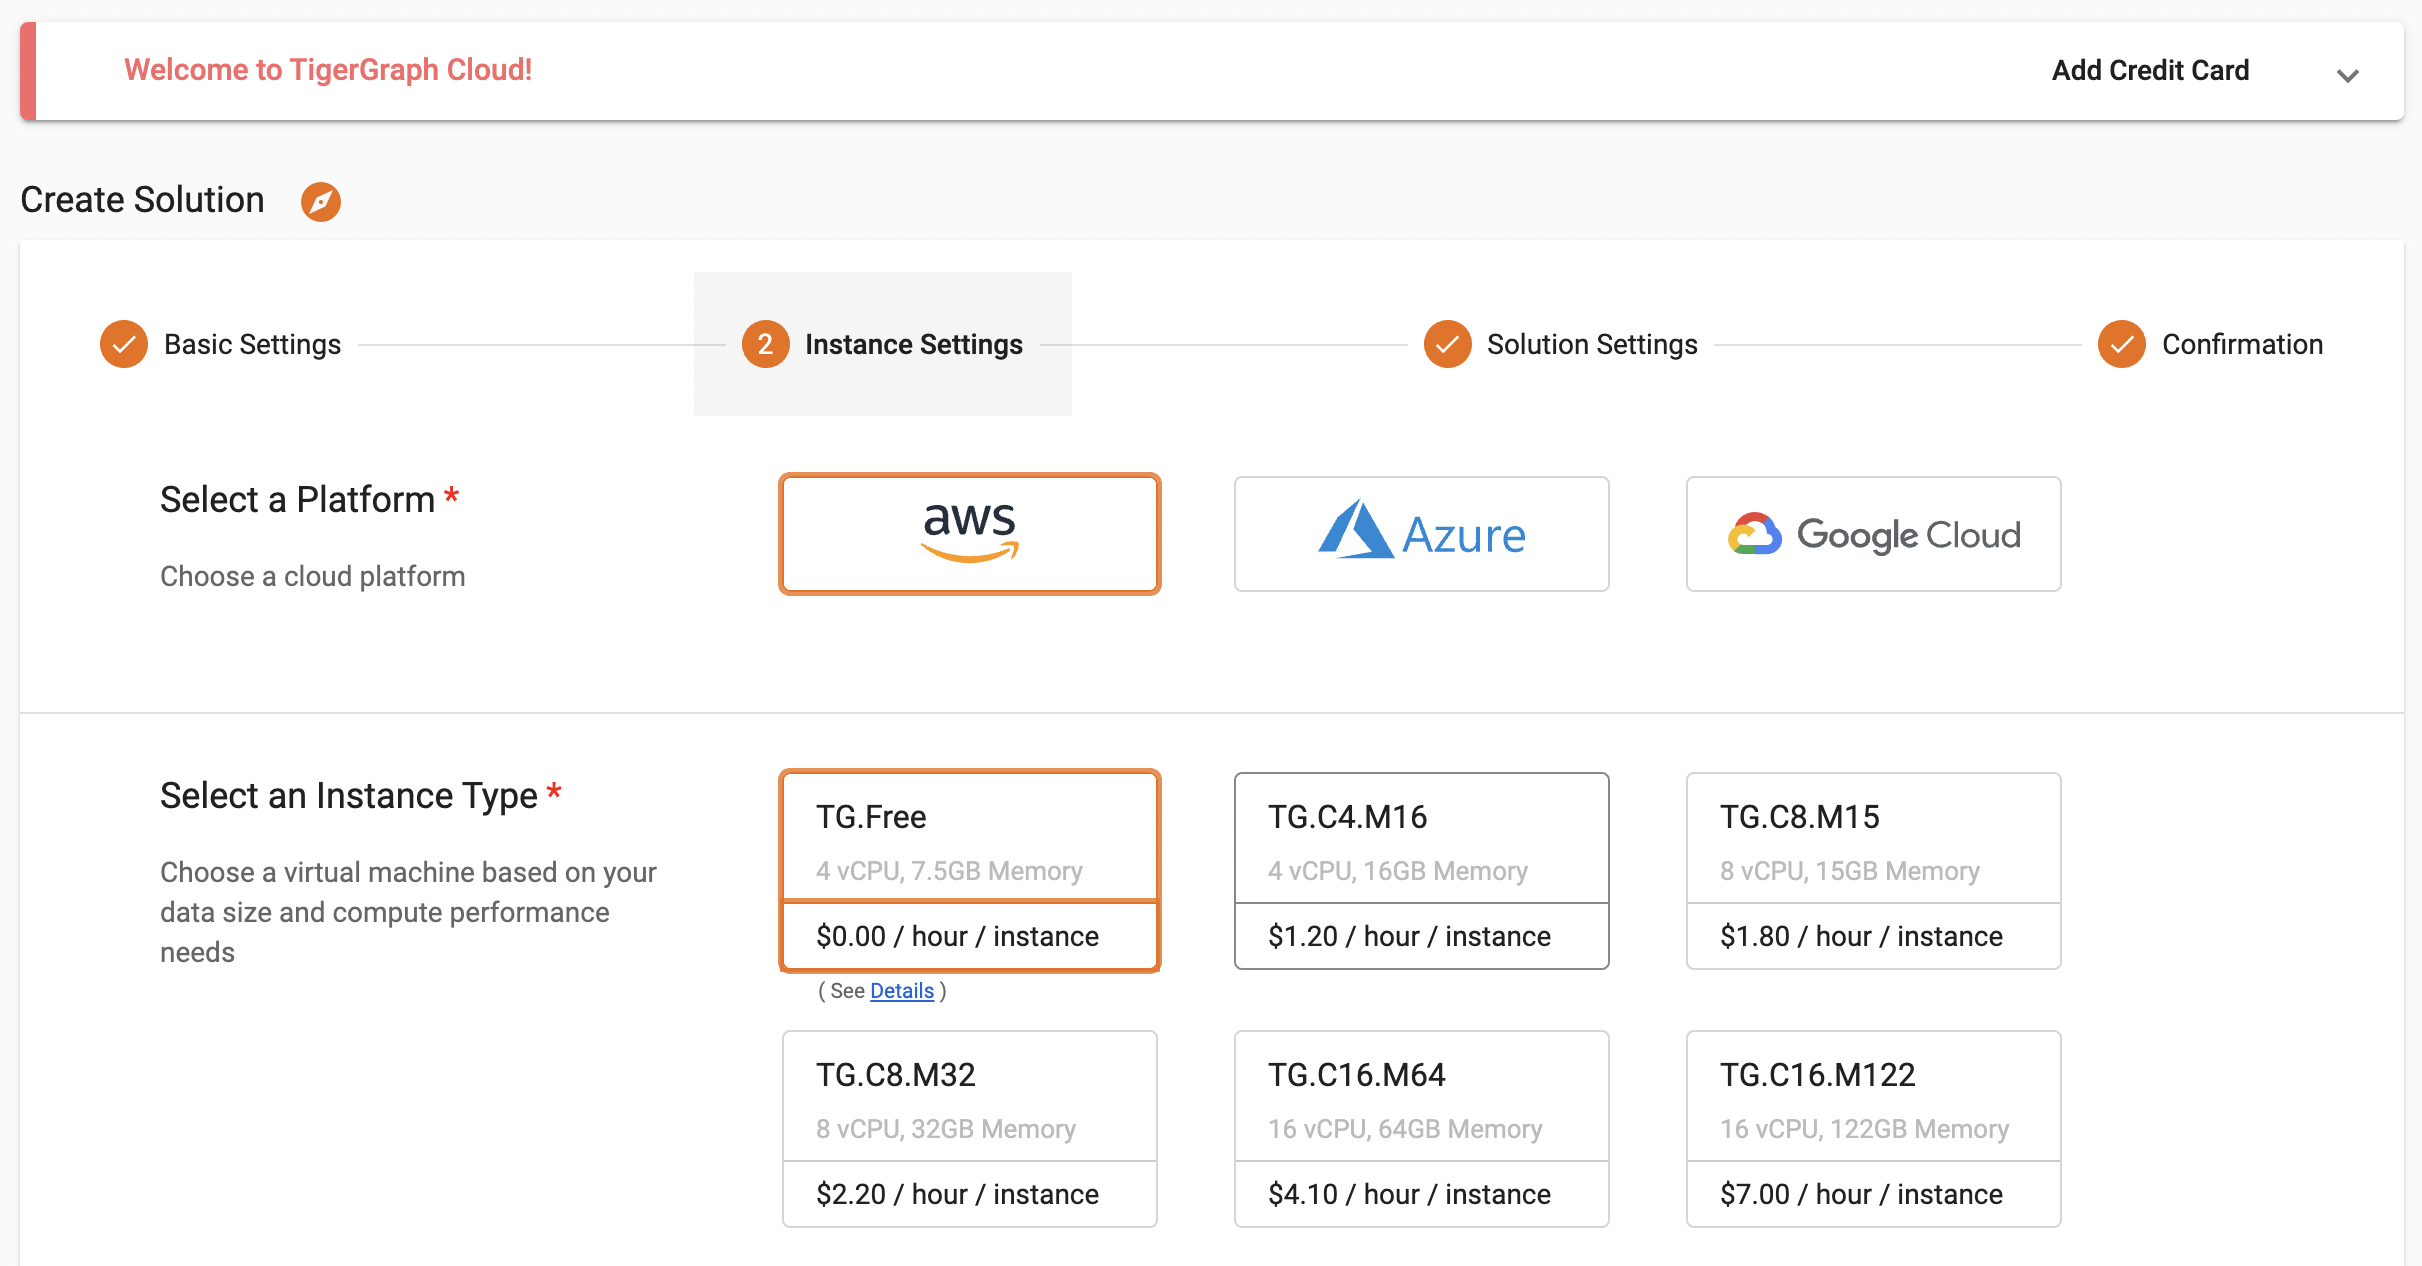 Welcome to TigerGraph Cloud!
Add Credit Card
Create Solution
Basic Settings
2 Instance Settings
Solution Settings
Confirmation
Select a Platform *
Choose a cloud platform
aws
Azure
Google Cloud
Select an Instance Type *
Choose a virtual machine based on your
data size and compute performance
needs
TG.Free
4 vCPU, 7.5GB Memory
$0.00 / hour / instance
( See Details )
TG.C4.M16
4 vCPU, 16GB Memory
$1.20 / hour / instance
TG.C8.M15
8 vCPU, 15GB Memory
$1.80 / hour / instance
TG.C8.M32
8 vCPU, 32GB Memory
$2.20 / hour / instance
TG.C16.M64
16 vCPU, 64GB Memory
$4.10 / hour / instance
TG.C16.M122
16 vCPU, 122GB Memory
$7.00 / hour / instance